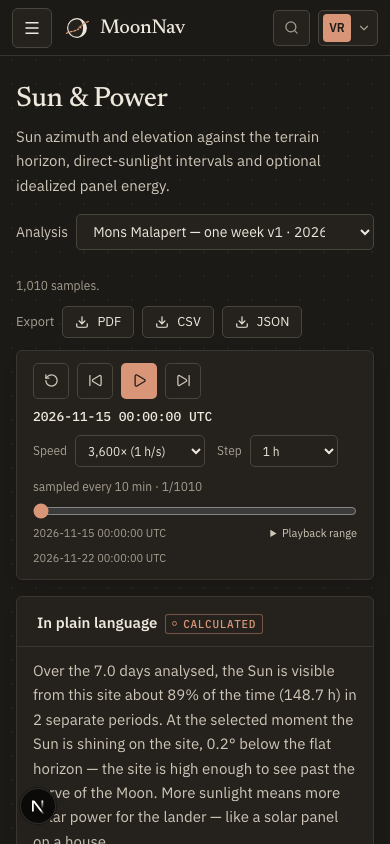 MoonNav
VR
Sun & Power
Sun azimuth and elevation against the terrain
horizon, direct-sunlight intervals and optional
idealized panel energy.
Analysis
Mons Malapert — one week v1 · 2026
1,010 samples.
Export
PDF
CSV
JSON
2026-11-15 00:00:00 UTC
Speed
3,600× (1 h/s)
Step
1 h
sampled every 10 min · 1/1010
2026-11-15 00:00:00 UTC
▶ Playback range
2026-11-22 00:00:00 UTC
In plain language
CALCULATED
Over the 7.0 days analysed, the Sun is visible
from this site about 89% of the time (148.7 h) in
2 separate periods. At the selected moment the
Sun is shining on the site, 0.2° below the flat
horizon — the site is high enough to see past the
of the Moon. More sunlight means more
power for the lander — like a solar panel
on a house.
N